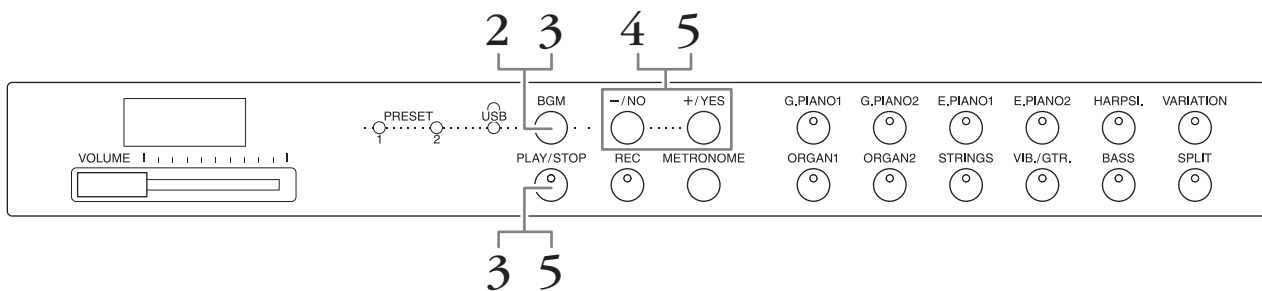 2 3 4 5
BGM -/NO +/YES G.PIANO1 G.PIANO2 E.PIANO1 E.PIANO2 HARPSI. VARIATION
PRESET USB
1 2
VOLUME PLAY/STOP REC METRONOME ORGAN1 ORGAN2 STRINGS VIB./GTR. BASS SPLIT
3 5